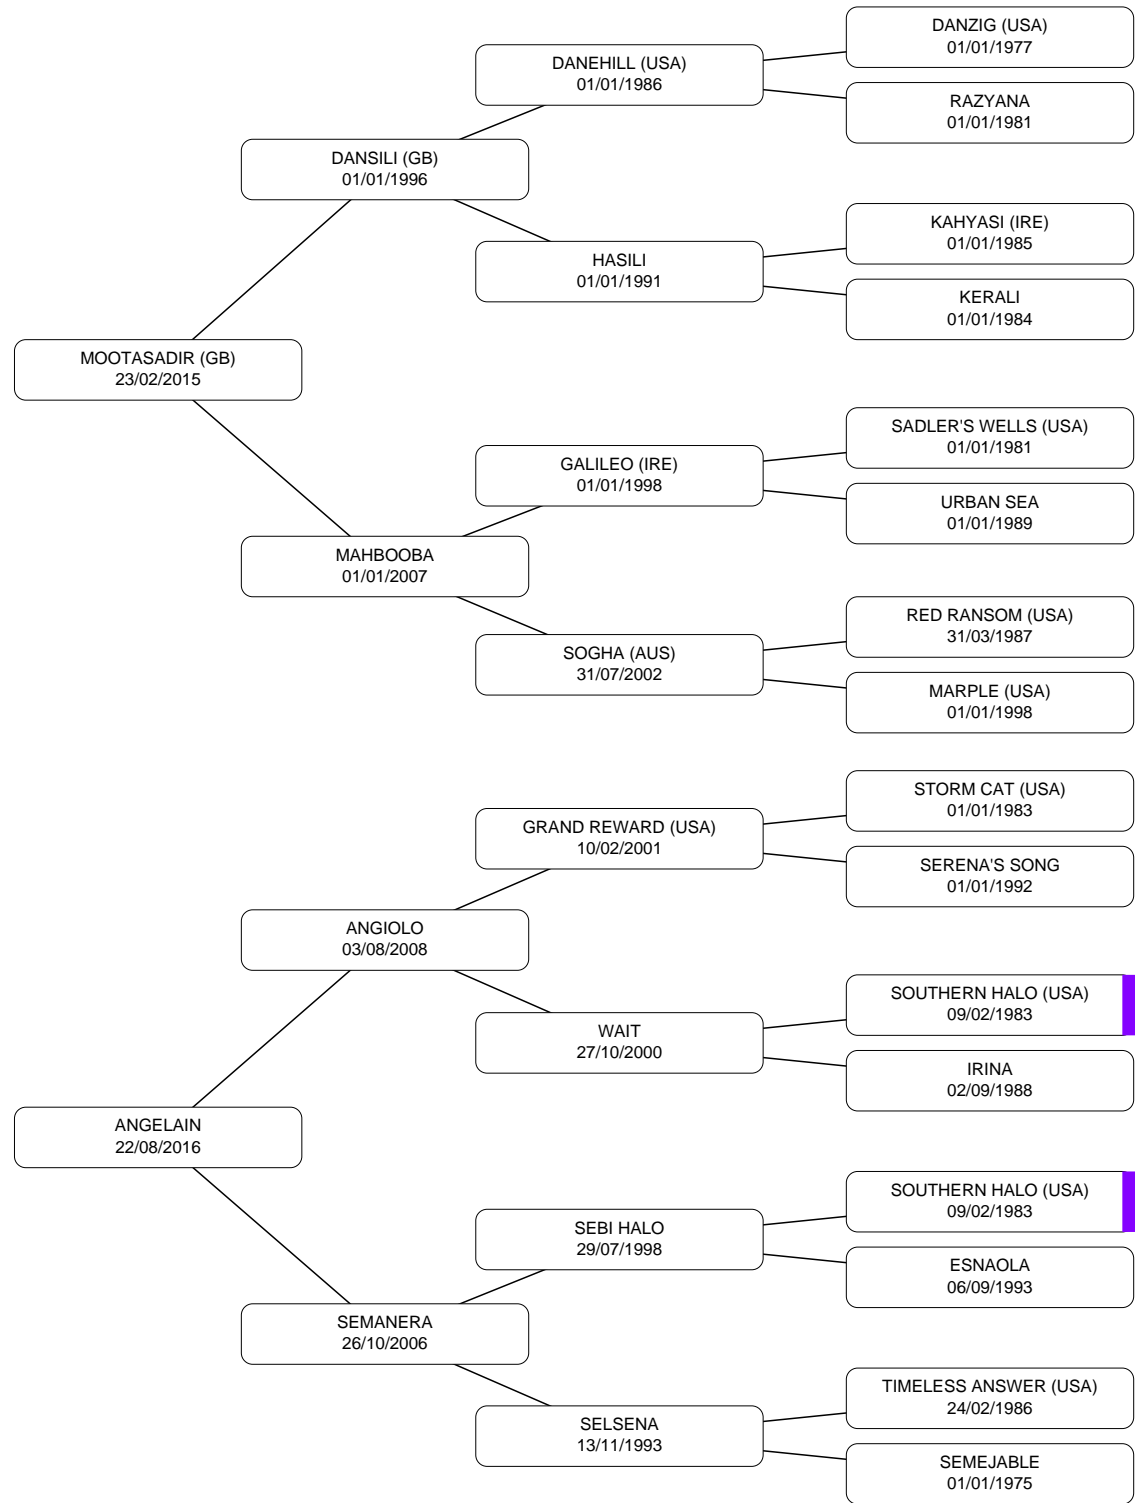 DANZIG (USA)
01/01/1977
DANEHILL (USA)
01/01/1986
RAZYANA
01/01/1981
DANSILI (GB)
01/01/1996
KAHYASI (IRE)
01/01/1985
HASILI
01/01/1991
KERALI
01/01/1984
MOOTASADIR (GB)
23/02/2015
SADLER'S WELLS (USA)
01/01/1981
GALILEO (IRE)
01/01/1998
URBAN SEA
01/01/1989
MAHBOOBA
01/01/2007
RED RANSOM (USA)
31/03/1987
SOGHA (AUS)
31/07/2002
MARPLE (USA)
01/01/1998
STORM CAT (USA)
01/01/1983
GRAND REWARD (USA)
10/02/2001
SERENA'S SONG
01/01/1992
ANGIOLO
03/08/2008
SOUTHERN HALO (USA)
09/02/1983
WAIT
27/10/2000
IRINA
02/09/1988
ANGELAIN
22/08/2016
SOUTHERN HALO (USA)
09/02/1983
SEBI HALO
29/07/1998
ESNAOLA
06/09/1993
SEMANERA
26/10/2006
TIMELESS ANSWER (USA)
24/02/1986
SELSENA
13/11/1993
SEMEJABLE
01/01/1975